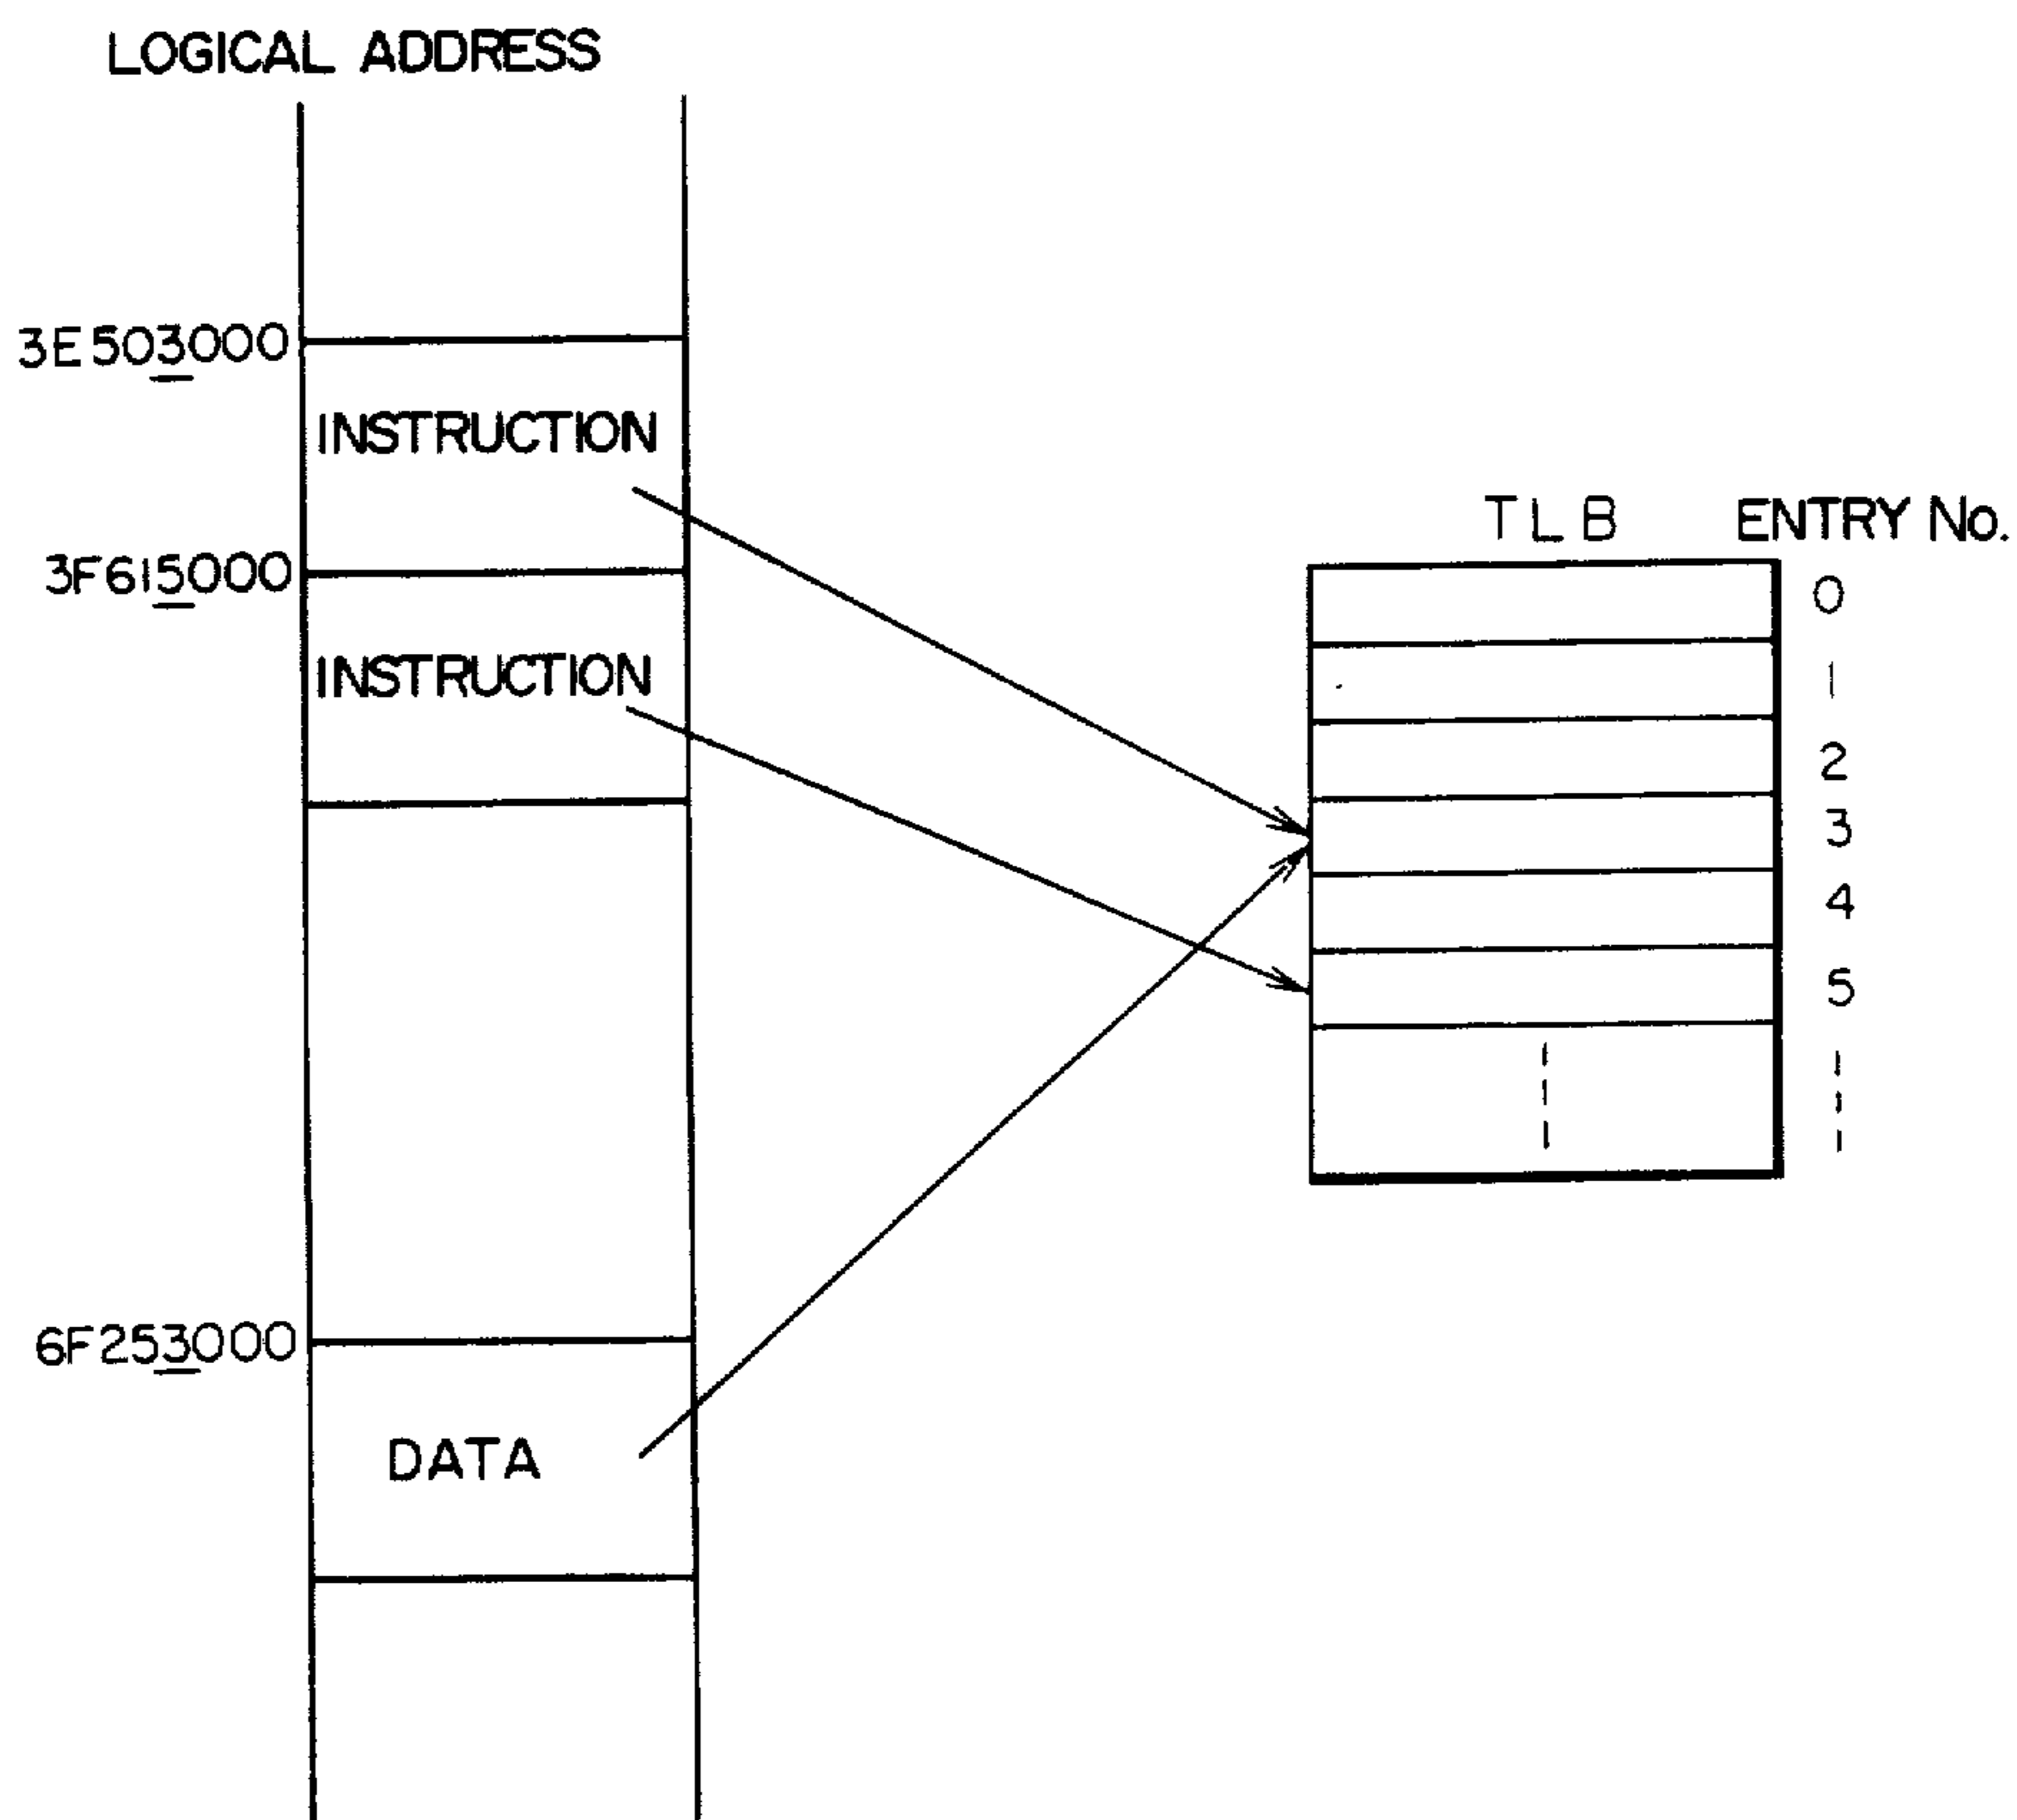 LOGICAL ADDRESS
3E503000
INSTRUCTION
3F615000
INSTRUCTION
6F253000
DATA
TLB ENTRY No.
0
1
2
3
4
5